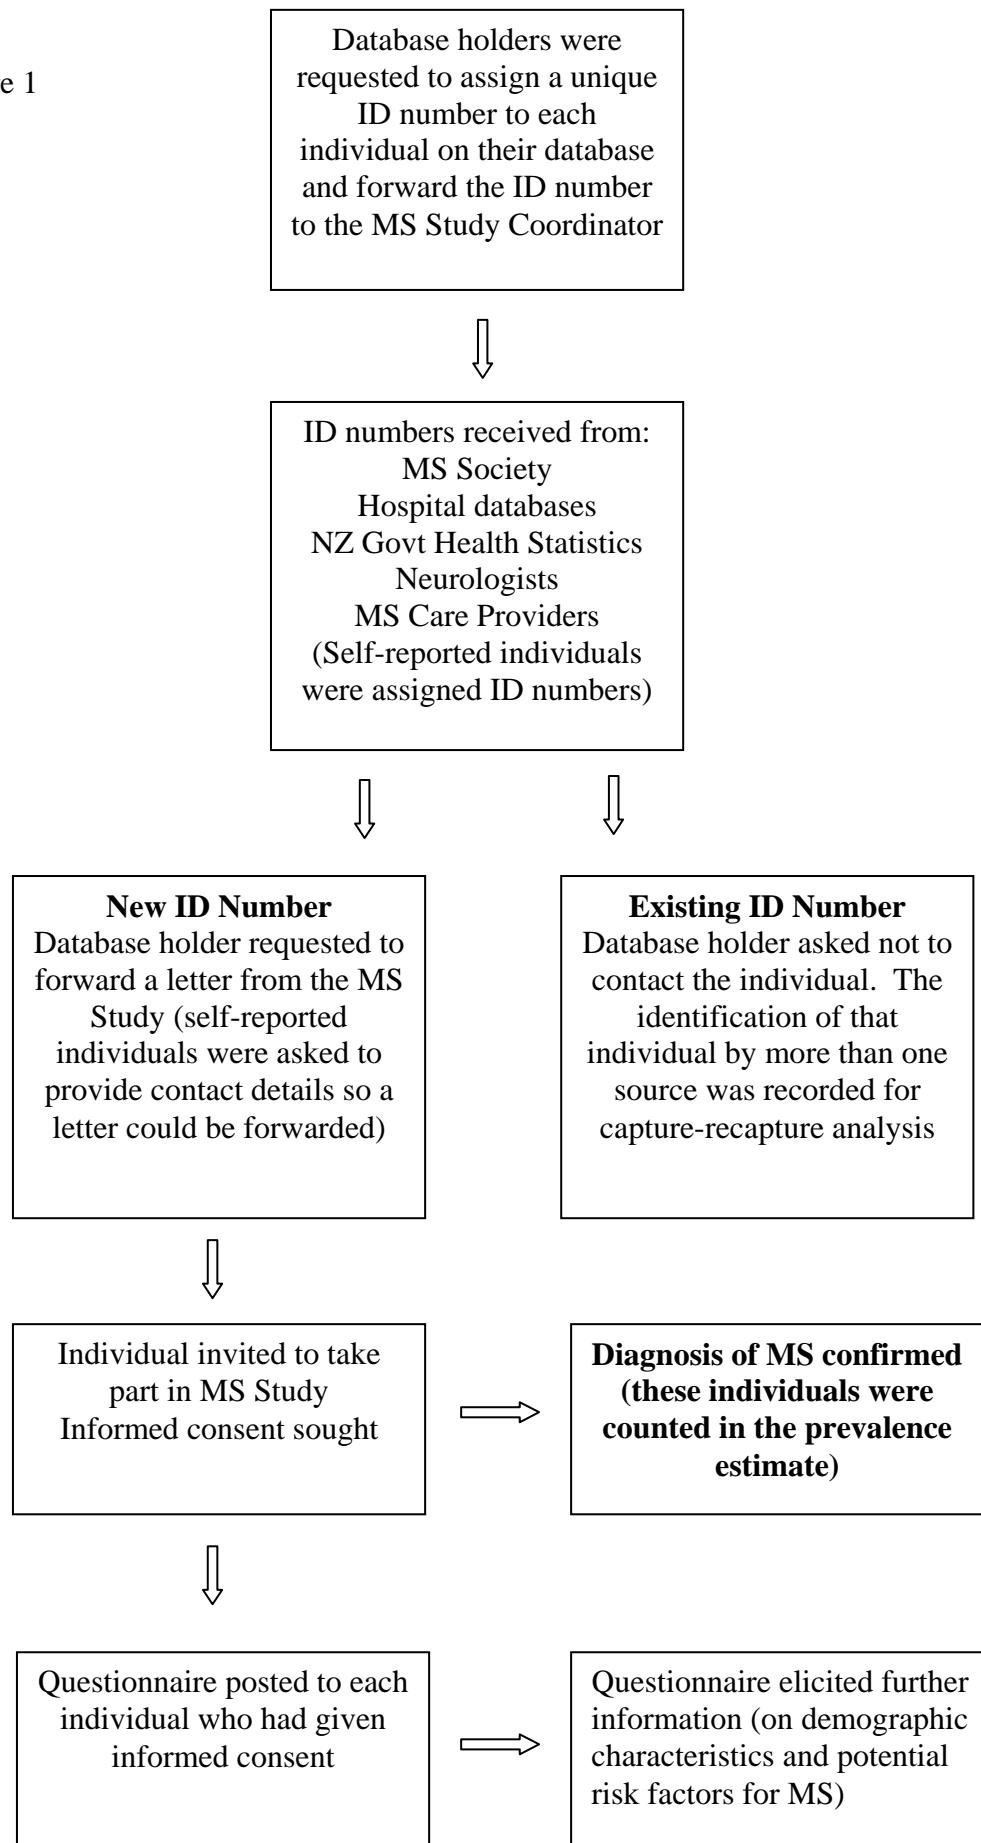 re 1
Database holders were
requested to assign a unique
ID number to each
individual on their database
and forward the ID number
to the MS Study Coordinator
ID numbers received from:
MS Society
Hospital databases
NZ Govt Health Statistics
Neurologists
MS Care Providers
(Self-reported individuals
were assigned ID numbers)
New ID Number
Database holder requested to
forward a letter from the MS
Study (self-reported
individuals were asked to
provide contact details so a
letter could be forwarded)
Existing ID Number
Database holder asked not to
contact the individual.  The
identification of that
individual by more than one
source was recorded for
capture-recapture analysis
Individual invited to take
part in MS Study
Informed consent sought
Diagnosis of MS confirmed
(these individuals were
counted in the prevalence
estimate)
Questionnaire posted to each
individual who had given
informed consent
Questionnaire elicited further
information (on demographic
characteristics and potential
risk factors for MS)